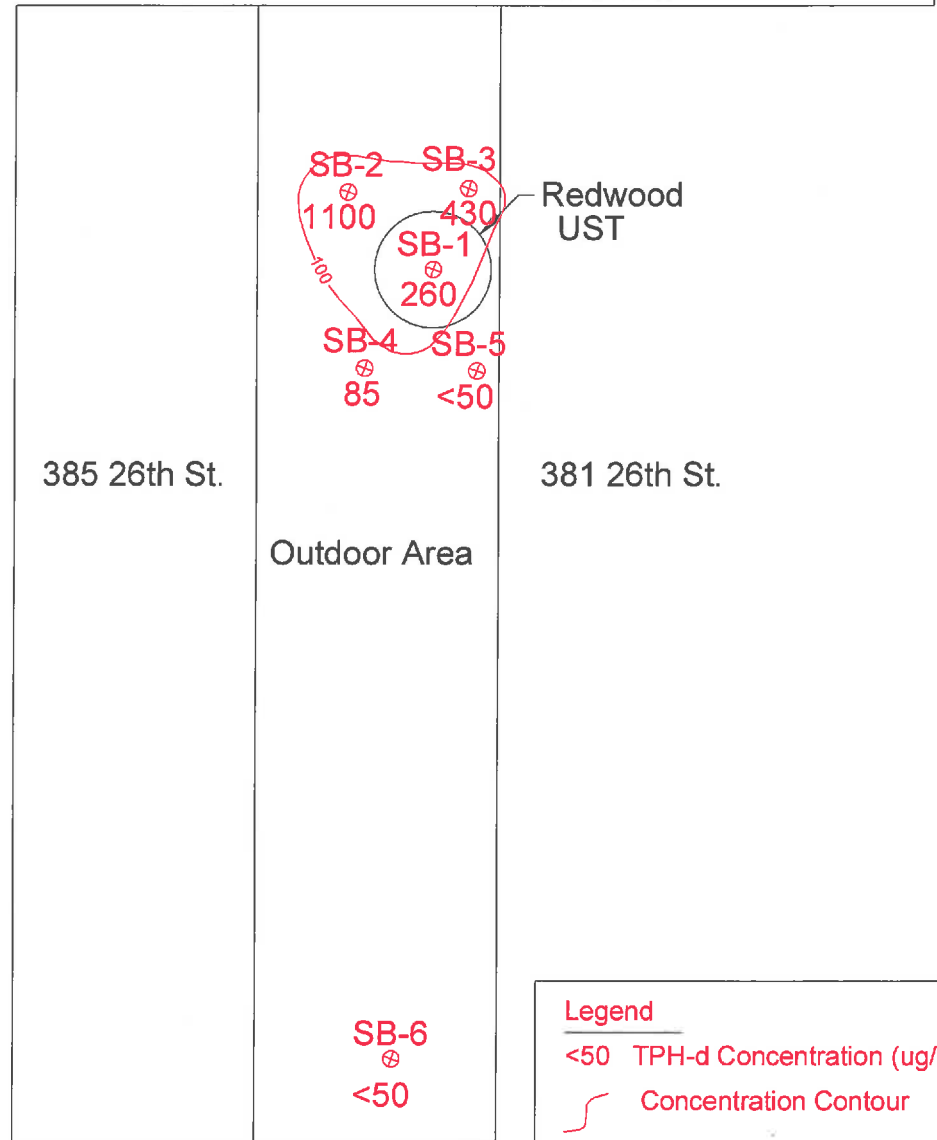 SB-2
1100
SB-3
430
Redwood
UST
SB-1
260
100
SB-4
85
SB-5
<50
385 26th St.
381 26th St.
Outdoor Area
SB-6
<50
Legend
<50 TPH-d Concentration (ug/
Concentration Contour